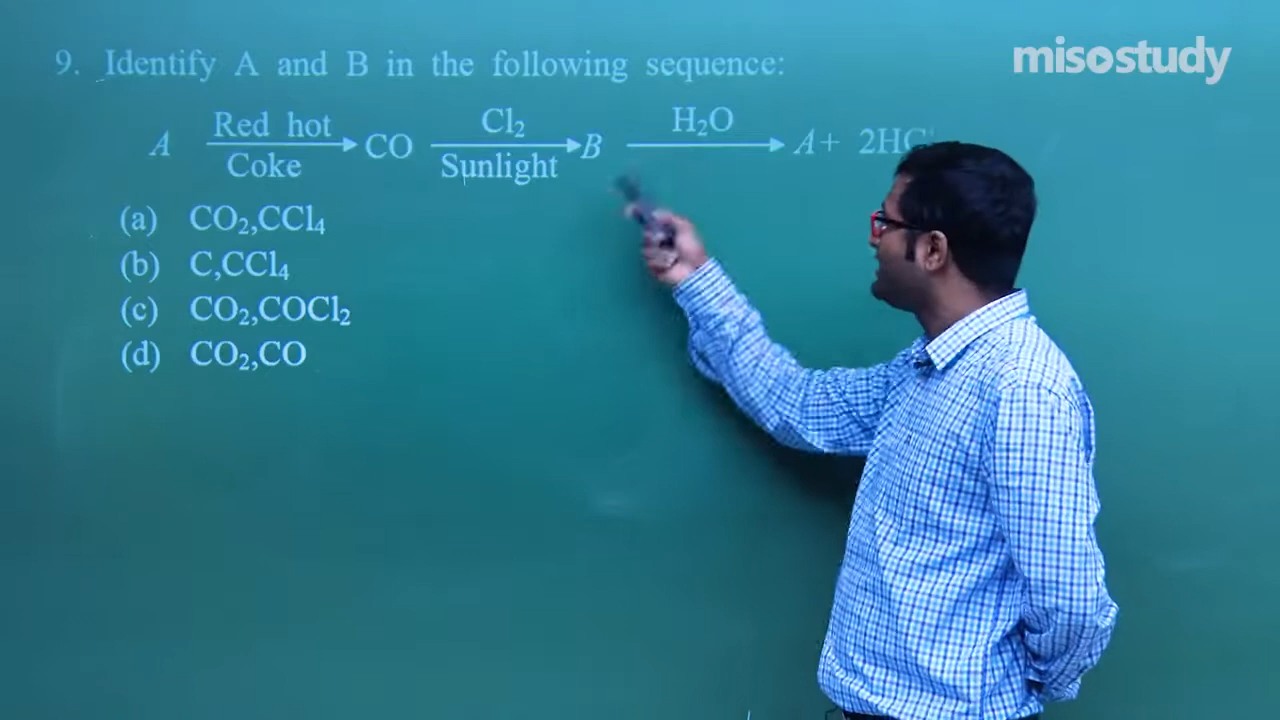 misostudy
9. Identify A and B in the following sequence:
A Red hot Coke → CO Cl₂ Sunlight → B H₂O → A +
(a) CO₂,CCl₄
(b) C,CCl₄
(c) CO₂,COCl₂
(d) CO₂,CO